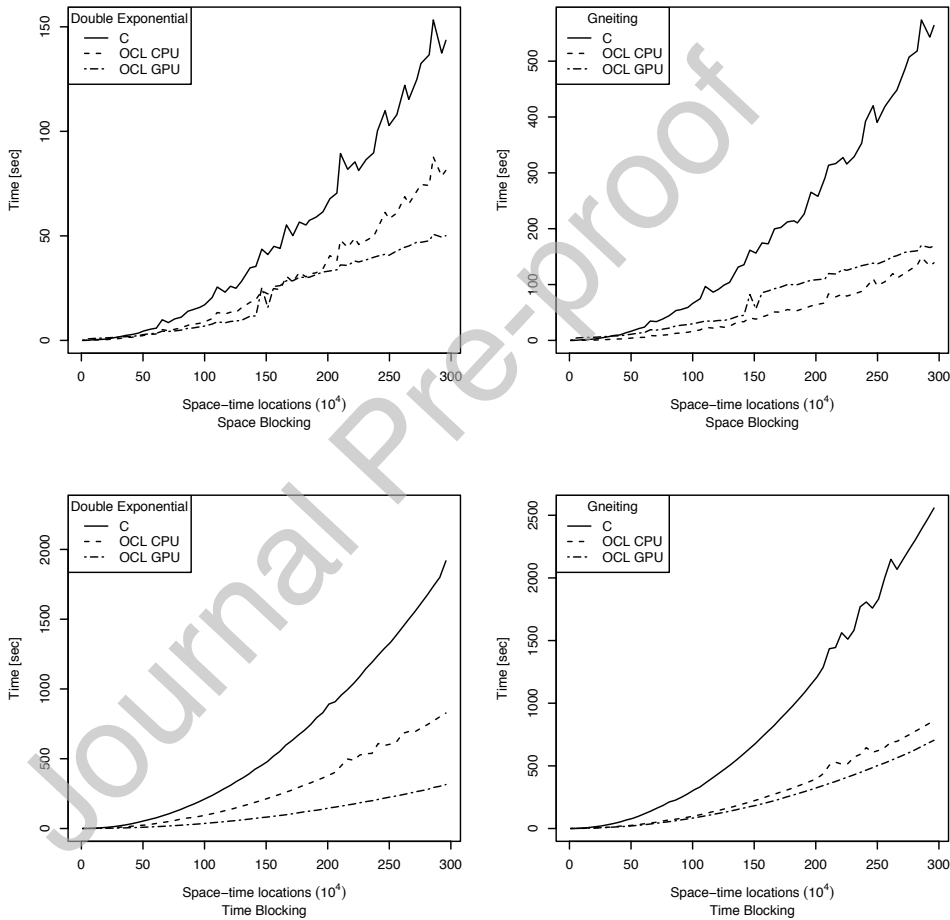 Double Exponential
C
OCL CPU
OCL GPU
Time [sec]
150
100
50
0
0 50 100 150 200 250 300
Space−time locations (10^4)
Space Blocking
Gneiting
C
OCL CPU
OCL GPU
Time [sec]
500
400
300
200
100
0
0 50 100 150 200 250 300
Space−time locations (10^4)
Space Blocking
Double Exponential
C
OCL CPU
OCL GPU
Time [sec]
2000
1500
1000
500
0
0 50 100 150 200 250 300
Space−time locations (10^4)
Time Blocking
Gneiting
C
OCL CPU
OCL GPU
Time [sec]
2500
2000
1500
1000
500
0
0 50 100 150 200 250 300
Space−time locations (10^4)
Time Blocking
Journal Pre-proof